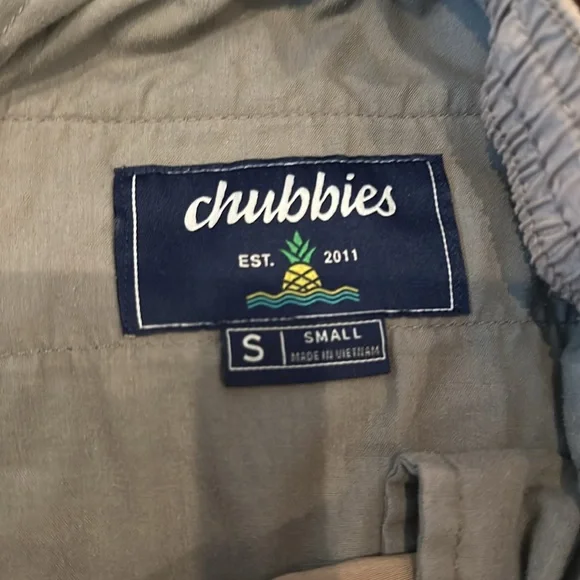 chubbies
EST. 2011
S SMALL
MADE IN VIETNAM